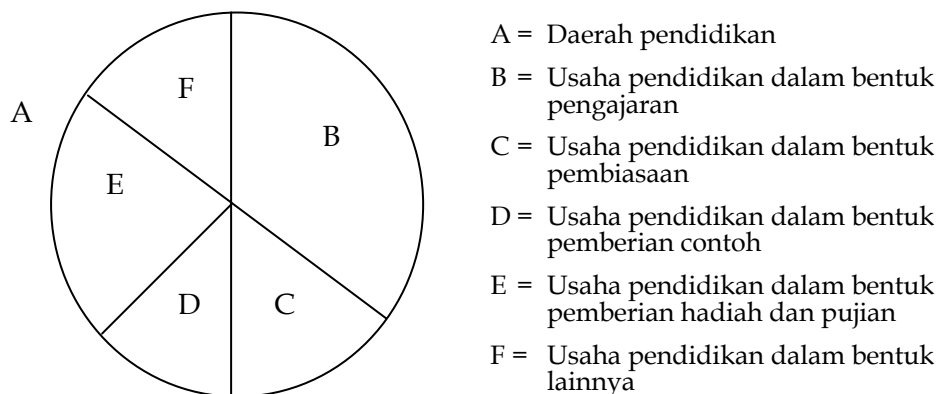 F
A
B
E
D
C
A = Daerah pendidikan
B = Usaha pendidikan dalam bentuk
pengajaran
C = Usaha pendidikan dalam bentuk
pembiasaan
D = Usaha pendidikan dalam bentuk
pemberian contoh
E = Usaha pendidikan dalam bentuk
pemberian hadiah dan pujian
F = Usaha pendidikan dalam bentuk
lainnya